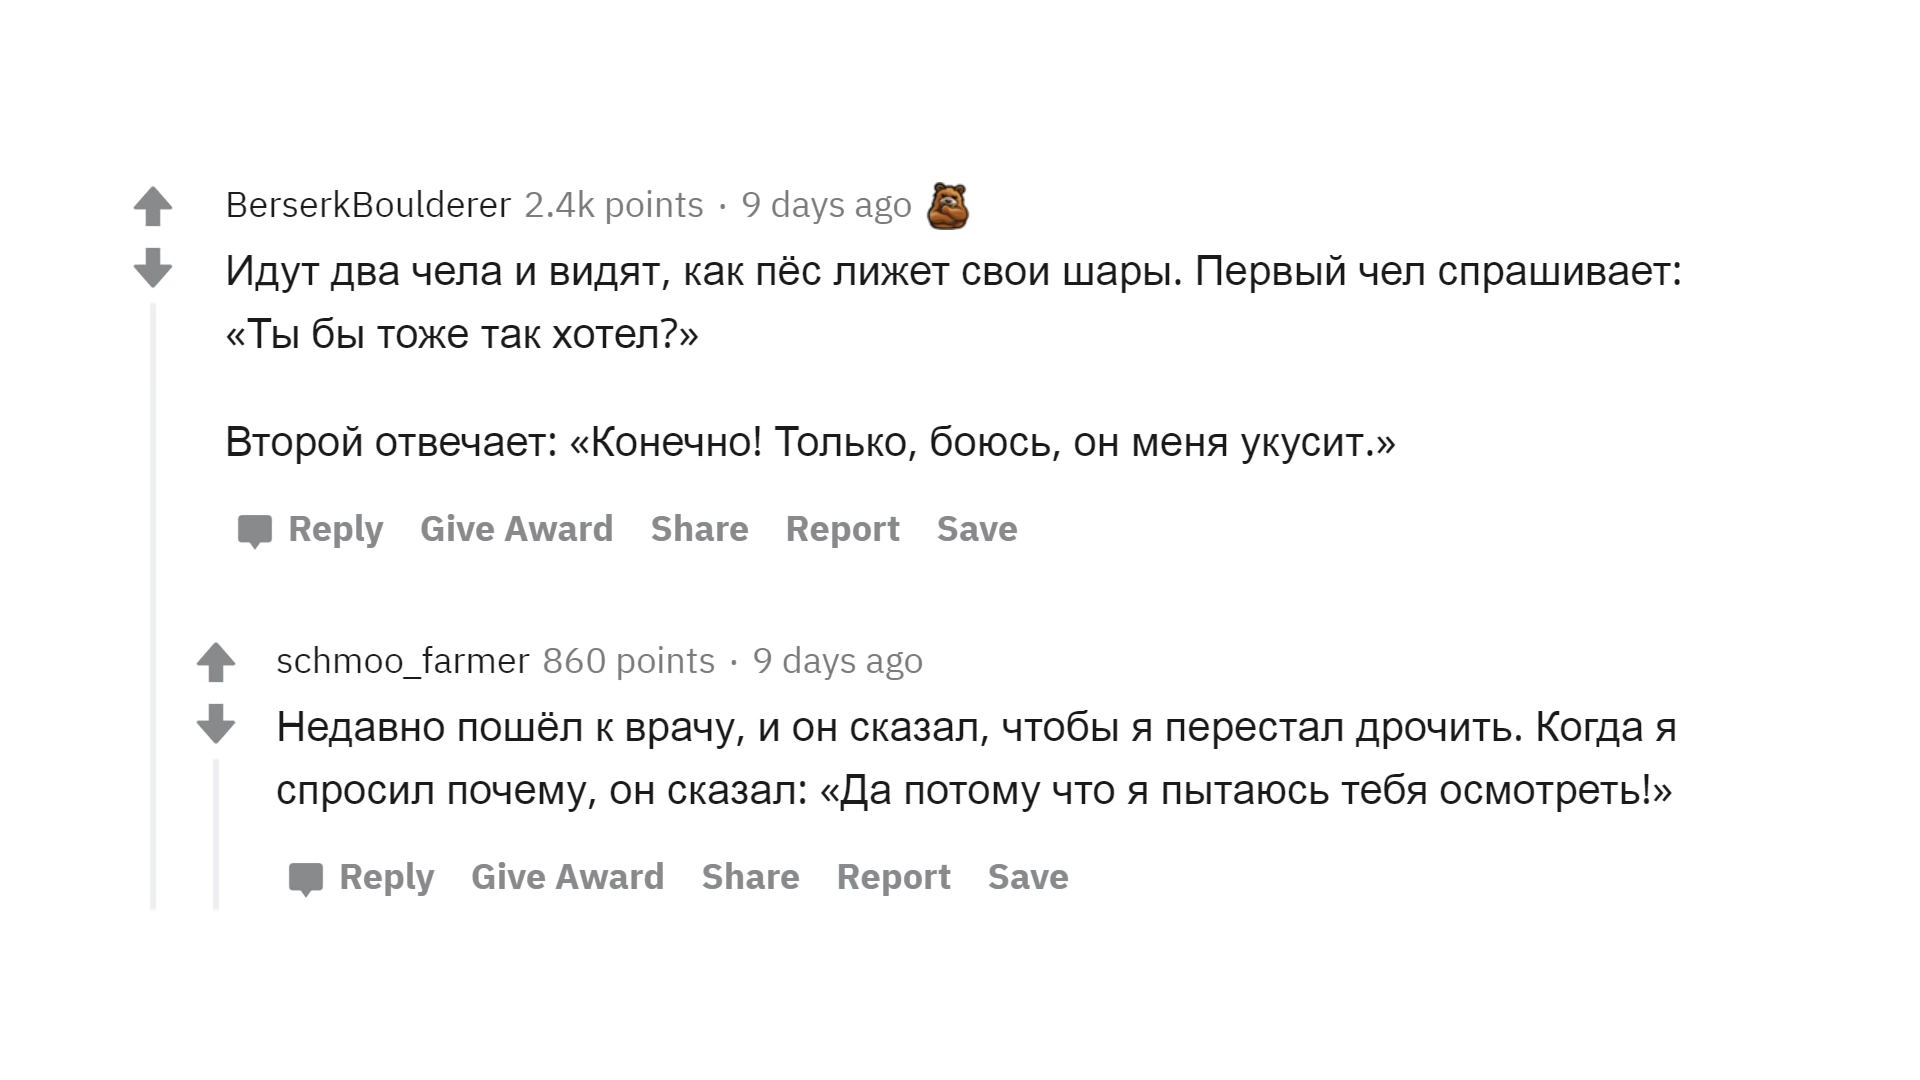 BerserkBoulderer 2.4k points · 9 days ago
Идут два чела и видят, как пёс лижет свои шары. Первый чел спрашивает:
«Ты бы тоже так хотел?»
Второй отвечает: «Конечно! Только, боюсь, он меня укусит.»
Reply Give Award Share Report Save
schmoo_farmer 860 points · 9 days ago
Недавно пошёл к врачу, и он сказал, чтобы я перестал дрочить. Когда я
спросил почему, он сказал: «Да потому что я пытаюсь тебя осмотреть!»
Reply Give Award Share Report Save